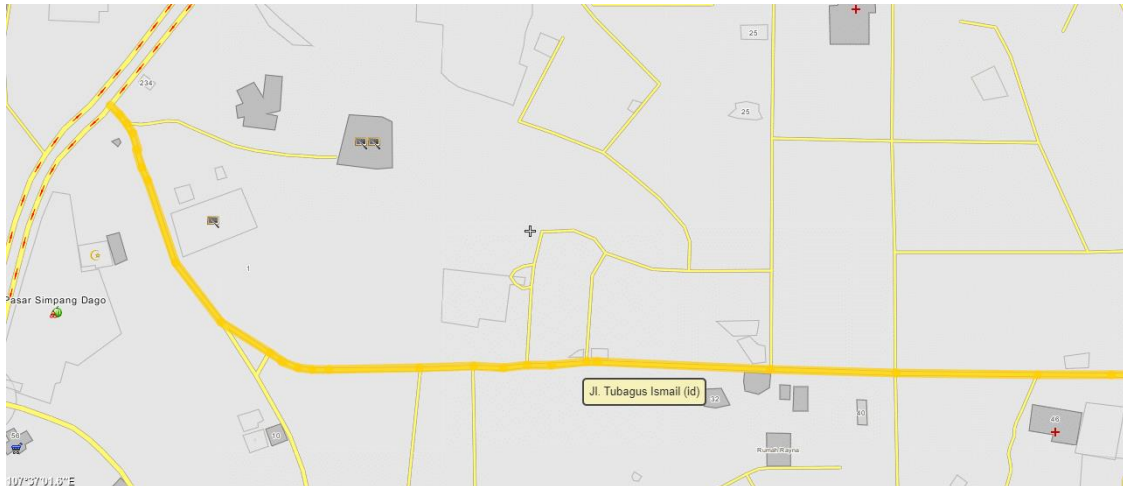 25
234
25
1
Pasar Simpang Dago
Jl. Tubagus Ismail (id)
32
40
46
10
58
Rumah Rayna
107°37'01.6"E